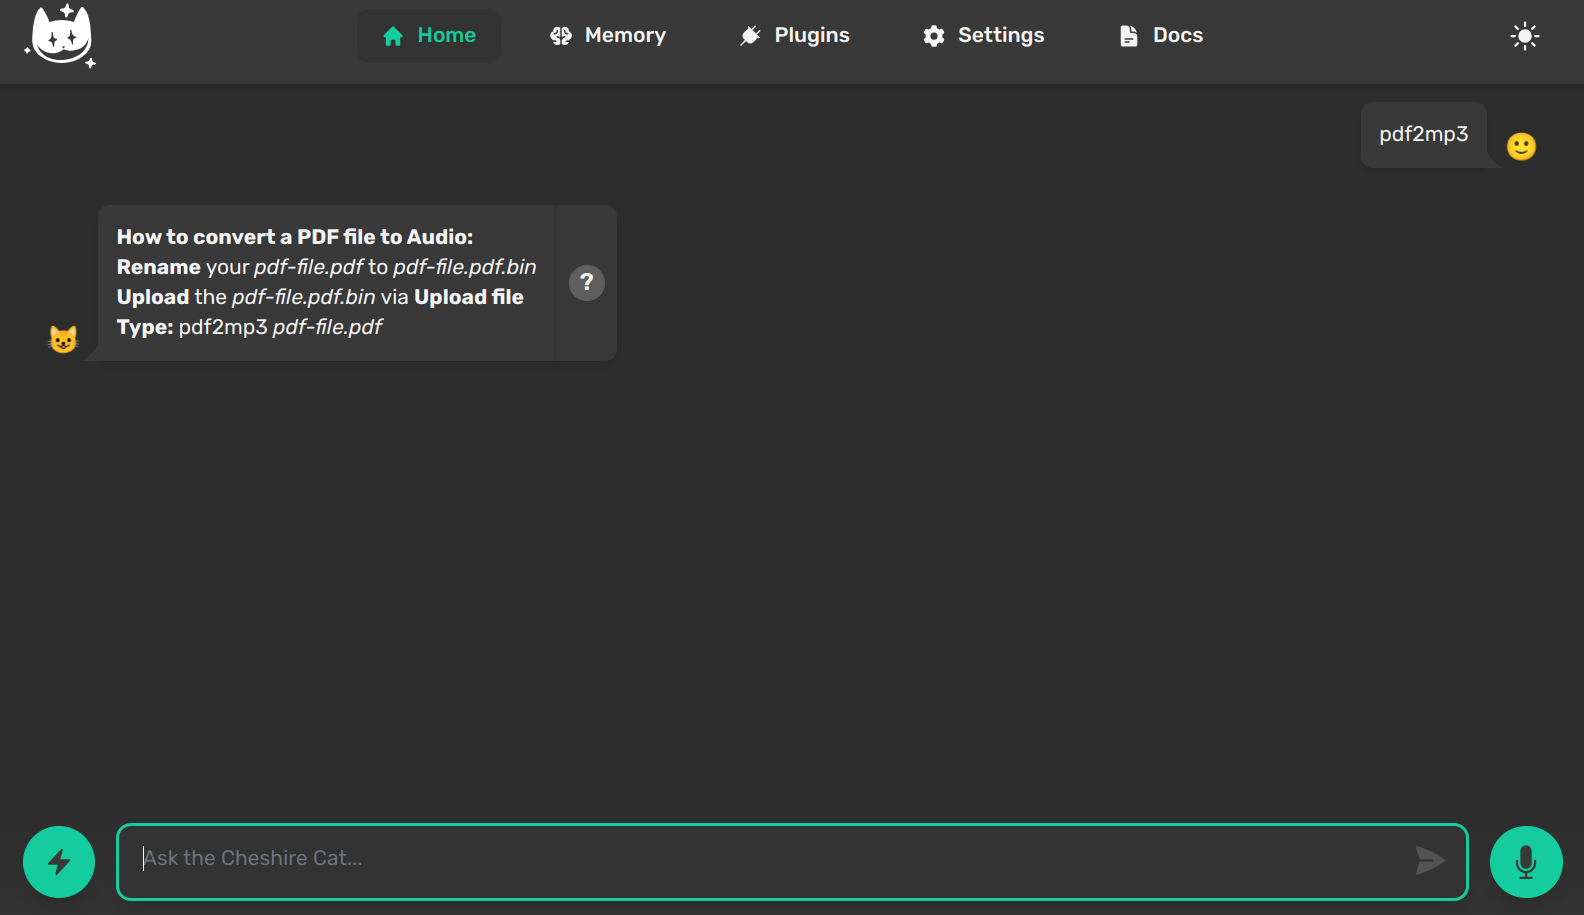 Home
Memory
Plugins
Settings
Docs
pdf2mp3
How to convert a PDF file to Audio:
Rename your pdf-file.pdf to pdf-file.pdf.bin
Upload the pdf-file.pdf.bin via Upload file
Type: pdf2mp3 pdf-file.pdf
?
Ask the Cheshire Cat...